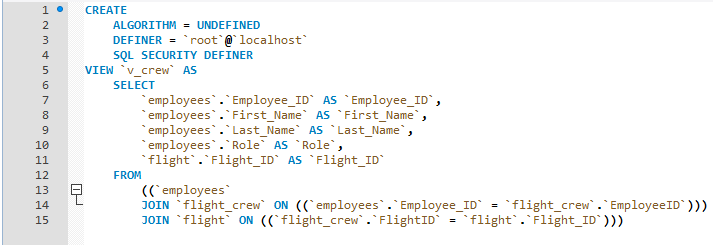 1 CREATE
2 ALGORITHM = UNDEFINED
3 DEFINER = `root`@`localhost`
4 SQL SECURITY DEFINER
5 VIEW `v_crew` AS
6 SELECT
7 `employees`.`Employee_ID` AS `Employee_ID`,
8 `employees`.`First_Name` AS `First_Name`,
9 `employees`.`Last_Name` AS `Last_Name`,
10 `employees`.`Role` AS `Role`,
11 `flight`.`Flight_ID` AS `Flight_ID`
12 FROM
13 ((`employees`
14 JOIN `flight_crew` ON ((`employees`.`Employee_ID` = `flight_crew`.`EmployeeID`)))
15 JOIN `flight` ON ((`flight_crew`.`FlightID` = `flight`.`Flight_ID`)))